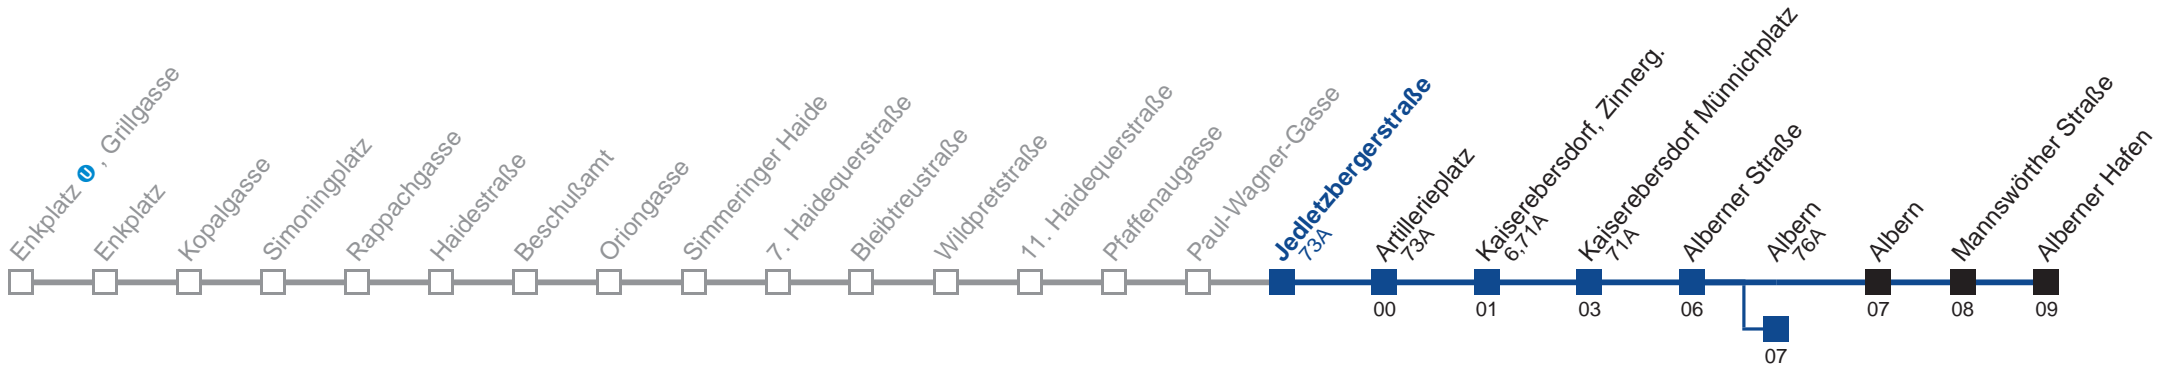 Enkplatz U , Grillgasse
Enkplatz
Kopalgasse
Simoningplatz
Rappachgasse
Haidestraße
Beschußamt
Oriongasse
Simmeringer Haide
7. Haidequerstraße
Bleibtreustraße
Wildpretstraße
11. Haidequerstraße
Pfaffenaugasse
Paul-Wagner-Gasse
Jedletzbergerstraße
73A
Artillerieplatz
73A
Kaiserebersdorf, Zinnerg.
6,71A
Kaiserebersdorf Münnichplatz
71A
Alberner Straße
Albern
76A
Albern
Mannswörther Straße
Alberner Hafen
00
01
03
06
07
08
09
07